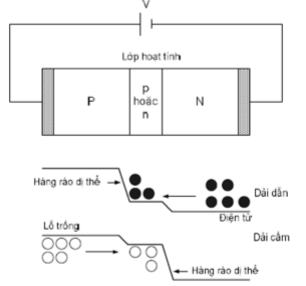 V
Lớp hoạt tính
P
p
hoặc
n
N
Hàng rào dị thể
Dải dẫn
Điện tử
Lỗ trống
Dải cấm
Hàng rào dị thể